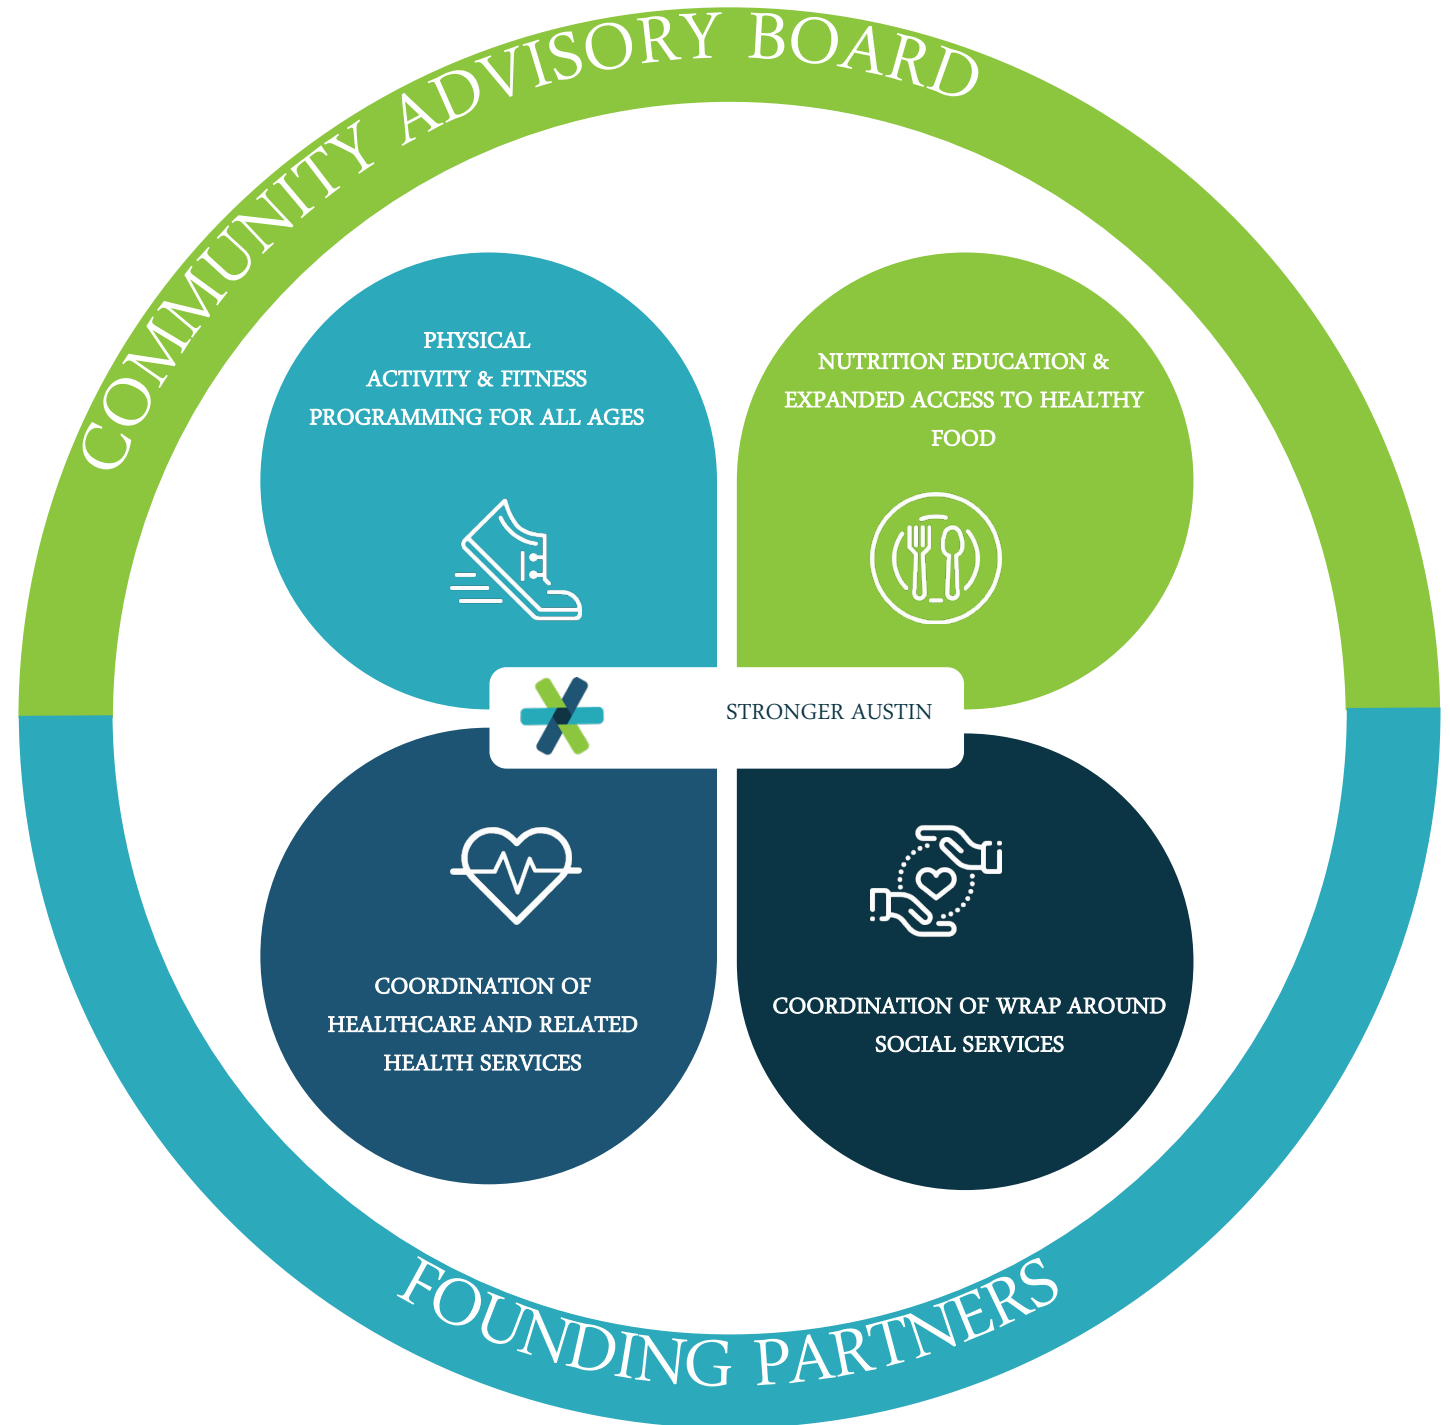 COMMUNITY ADVISORY BOARD
PHYSICAL
ACTIVITY & FITNESS
PROGRAMMING FOR ALL AGES
NUTRITION EDUCATION &
EXPANDED ACCESS TO HEALTHY
FOOD
STRONGER AUSTIN
COORDINATION OF
HEALTHCARE AND RELATED
HEALTH SERVICES
COORDINATION OF WRAP AROUND
SOCIAL SERVICES
FOUNDING PARTNERS